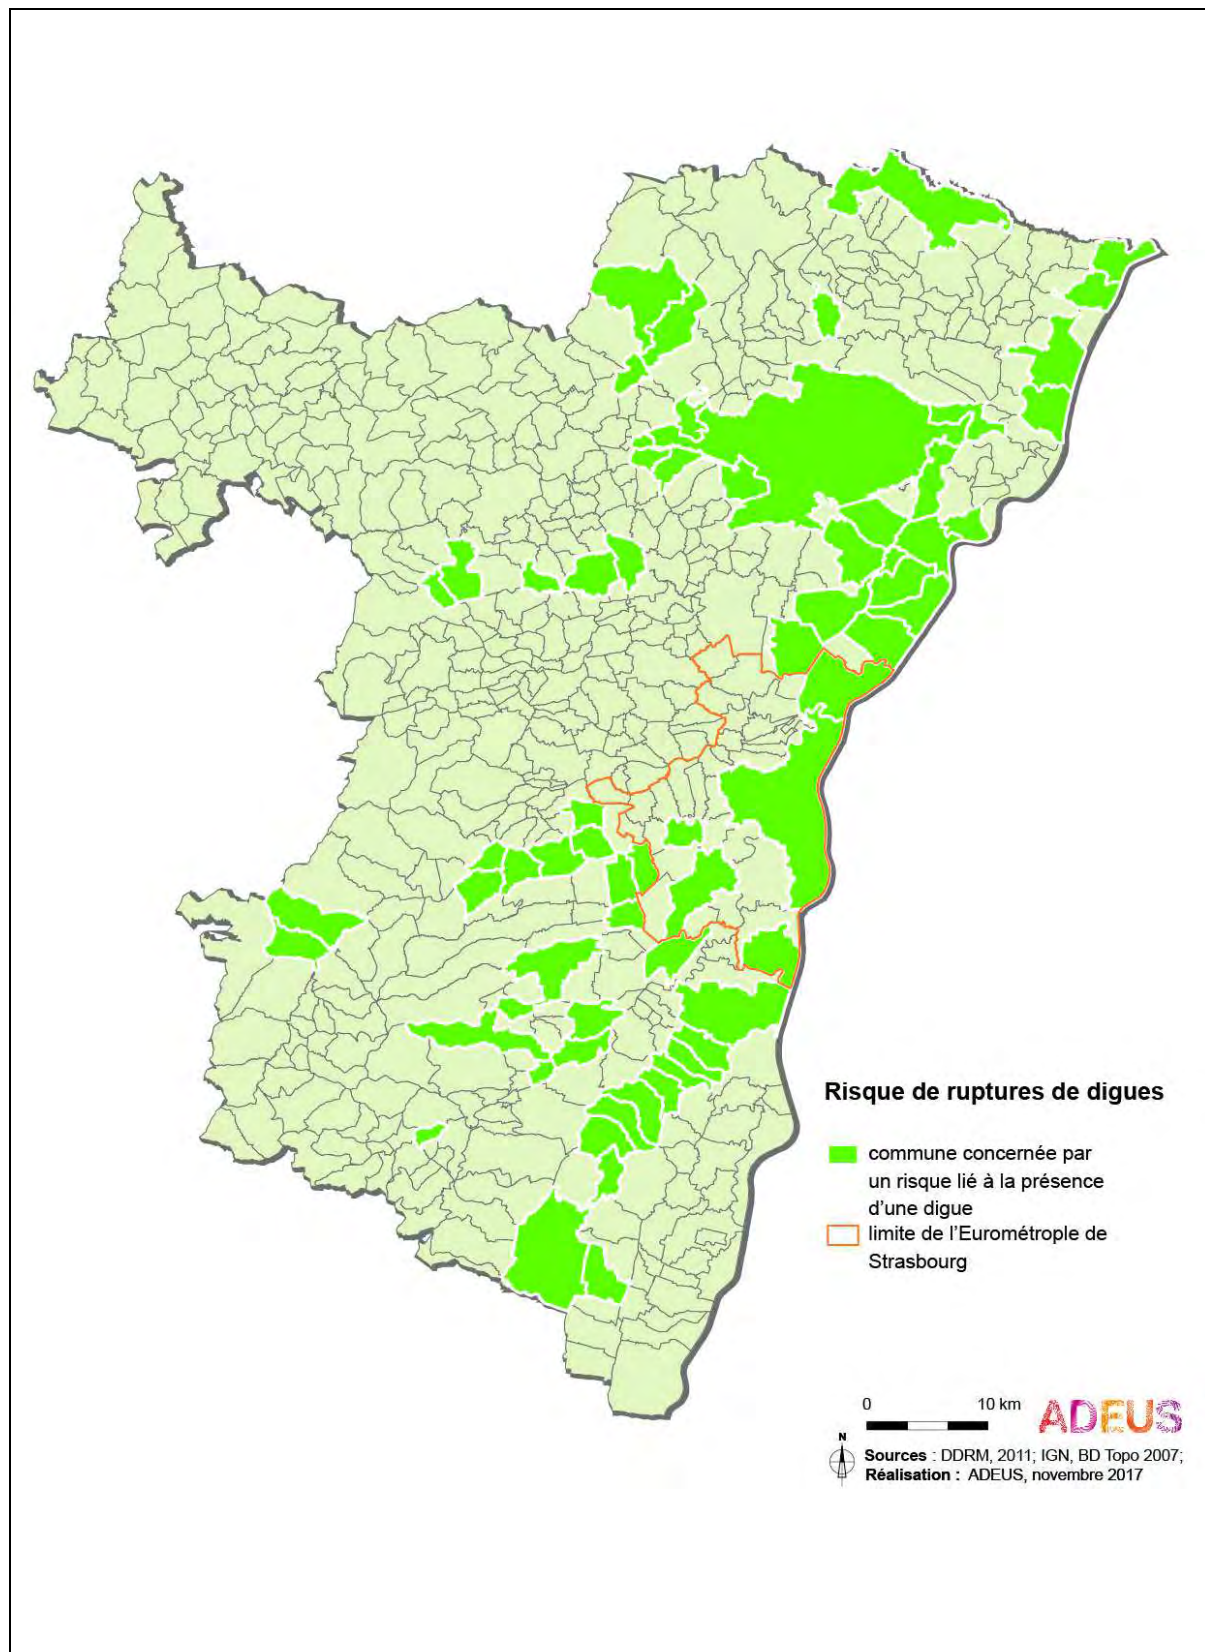 Risque de ruptures de digues
commune concernée par
un risque lié à la présence
d'une digue
limite de l'Eurométrople de
Strasbourg
0 10 km
ADEUS
N
Sources : DDRM, 2011; IGN, BD Topo 2007;
Réalisation : ADEUS, novembre 2017